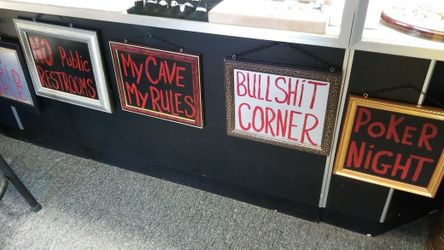 NO Public
RESTROOMS
MY CAVE
MY RULES
BULLSHIT
CORNER
POKER
NIGHT